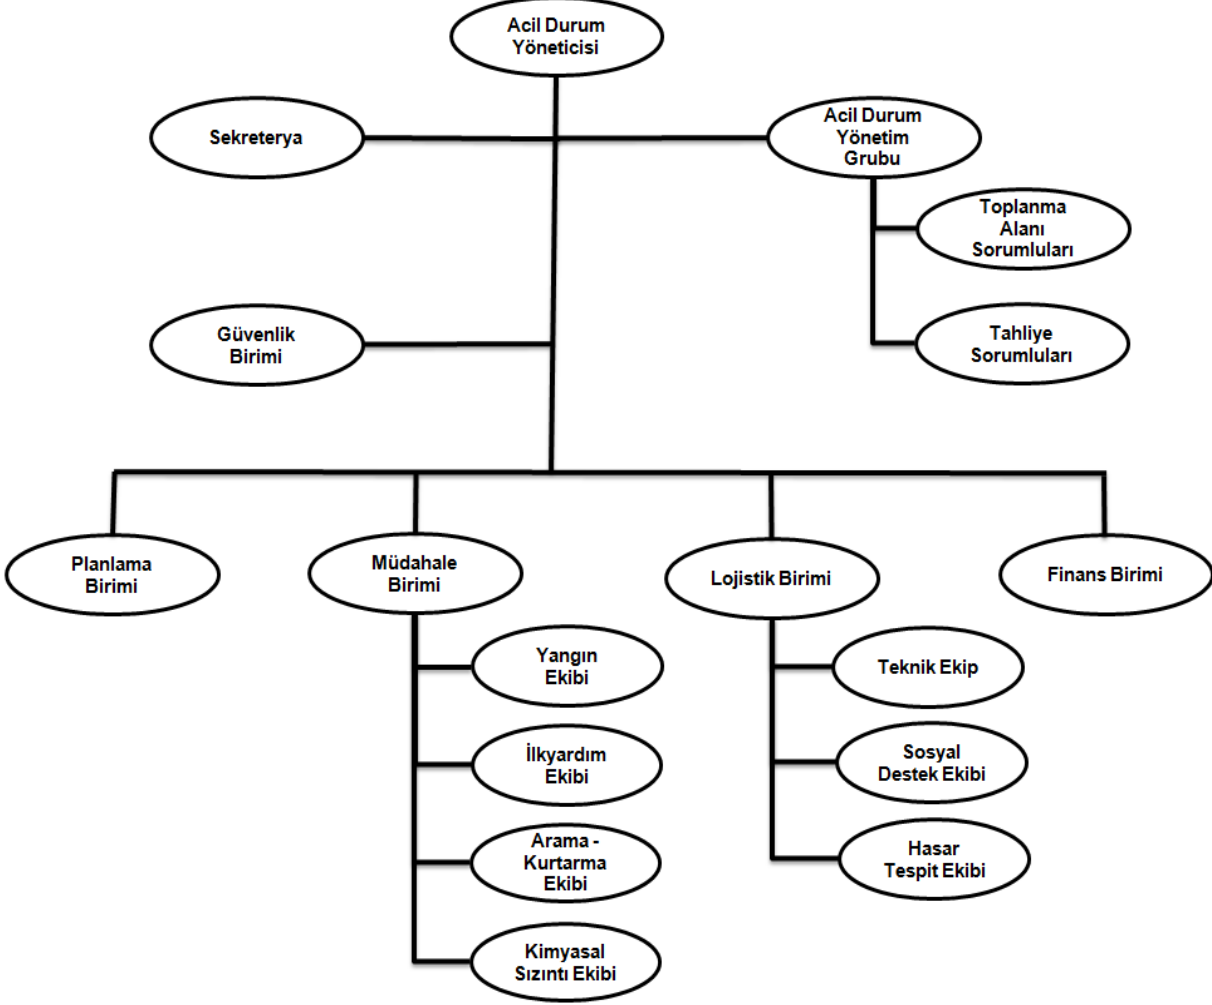 Acil Durum
Yöneticisi
Sekreterya
Acil Durum
Yönetim
Grubu
Toplanma
Alanı
Sorumluları
Güvenlik
Birimi
Tahliye
Sorumluları
Planlama
Birimi
Müdahale
Birimi
Lojistik Birimi
Finans Birimi
Yangın
Ekibi
İlkyardım
Ekibi
Arama -
Kurtarma
Ekibi
Kimyasal
Sızıntı Ekibi
Teknik Ekip
Sosyal
Destek Ekibi
Hasar
Tespit Ekibi